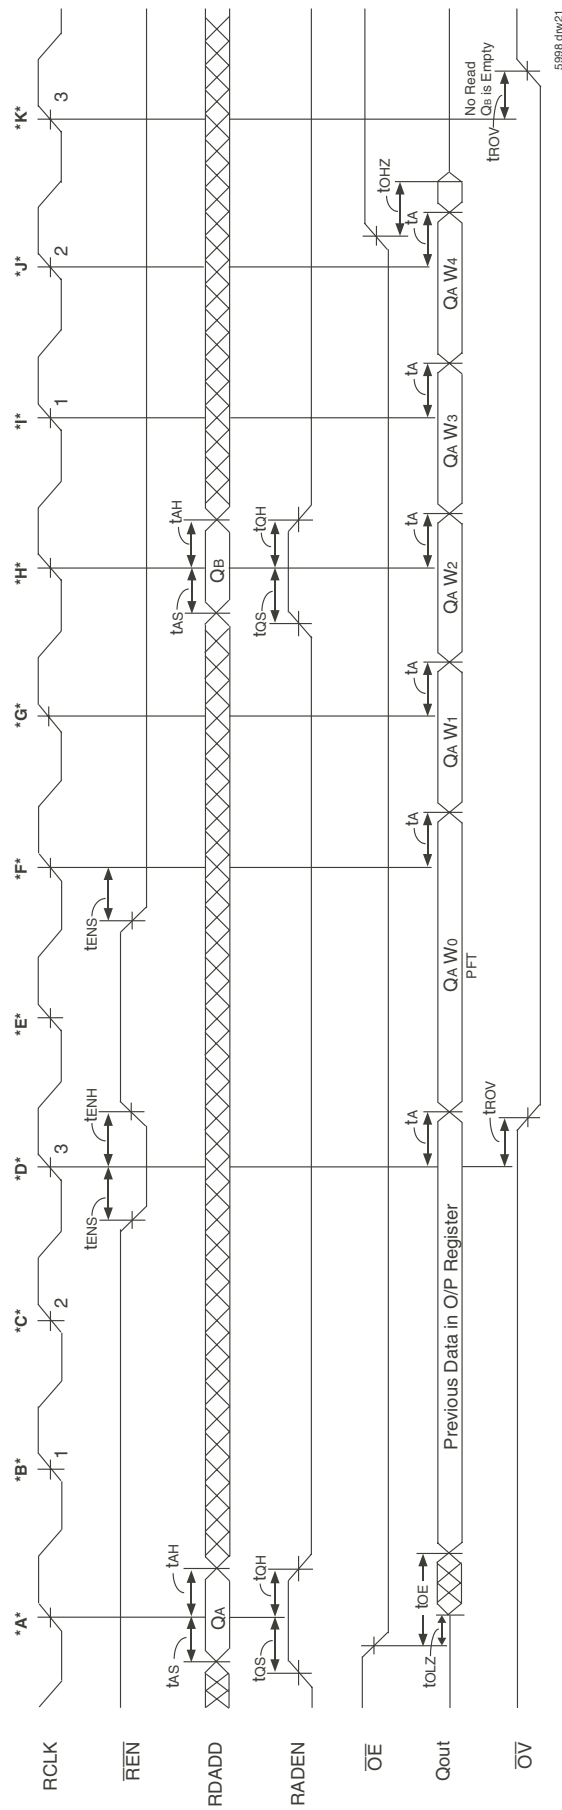 *A* *B* *C* *D* *E* *F* *G* *H* *I* *J* *K*
RCLK 1 2 3 1 2 3
REN tENS tENH tENS
RDADD tAS tAH QA tAS tAH QB
RADEN tQS tQH tQS tQH
OE
tOLZ tOE tA tA tA tA tA tA tOHZ
Qout Previous Data in O/P Register QA W0 QA W1 QA W2 QA W3 QA W4
PFT
No Read
QB is Empty
OV tROV tROV
5998 drw21